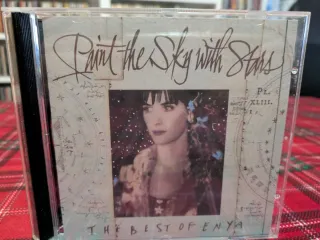 Paint the Sky with Stars
PL.
XLIII.
THE BEST OF ENYA